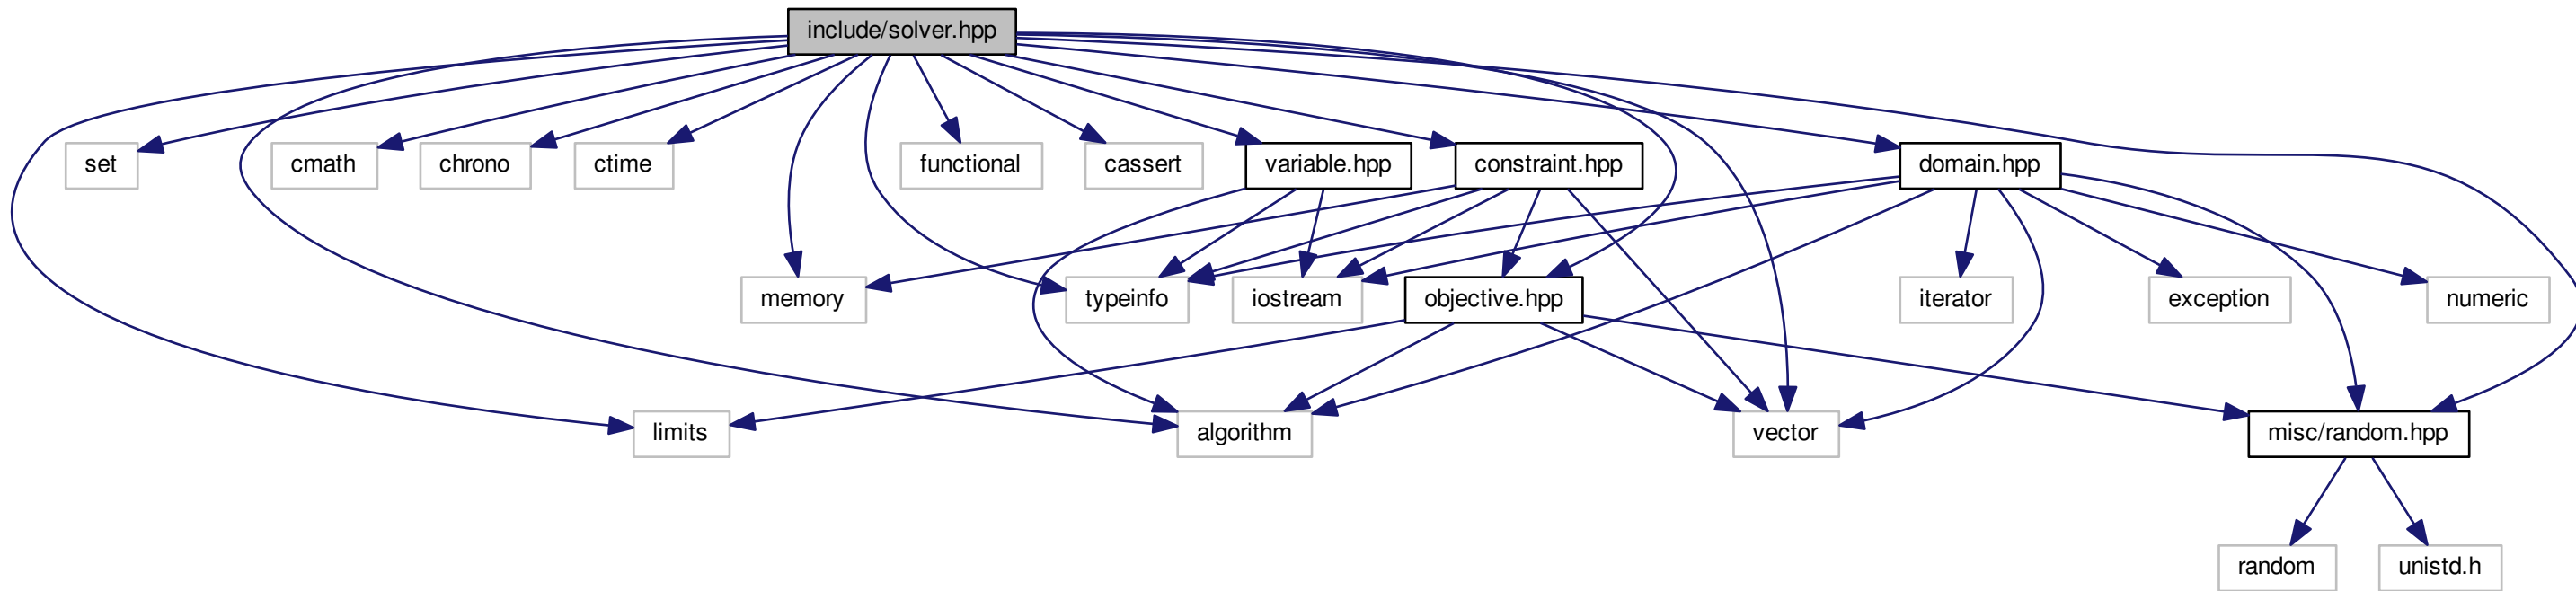 include/solver.hpp
set
cmath
chrono
ctime
functional
cassert
variable.hpp
constraint.hpp
domain.hpp
memory
typeinfo
iostream
objective.hpp
iterator
exception
numeric
limits
algorithm
vector
misc/random.hpp
random
unistd.h